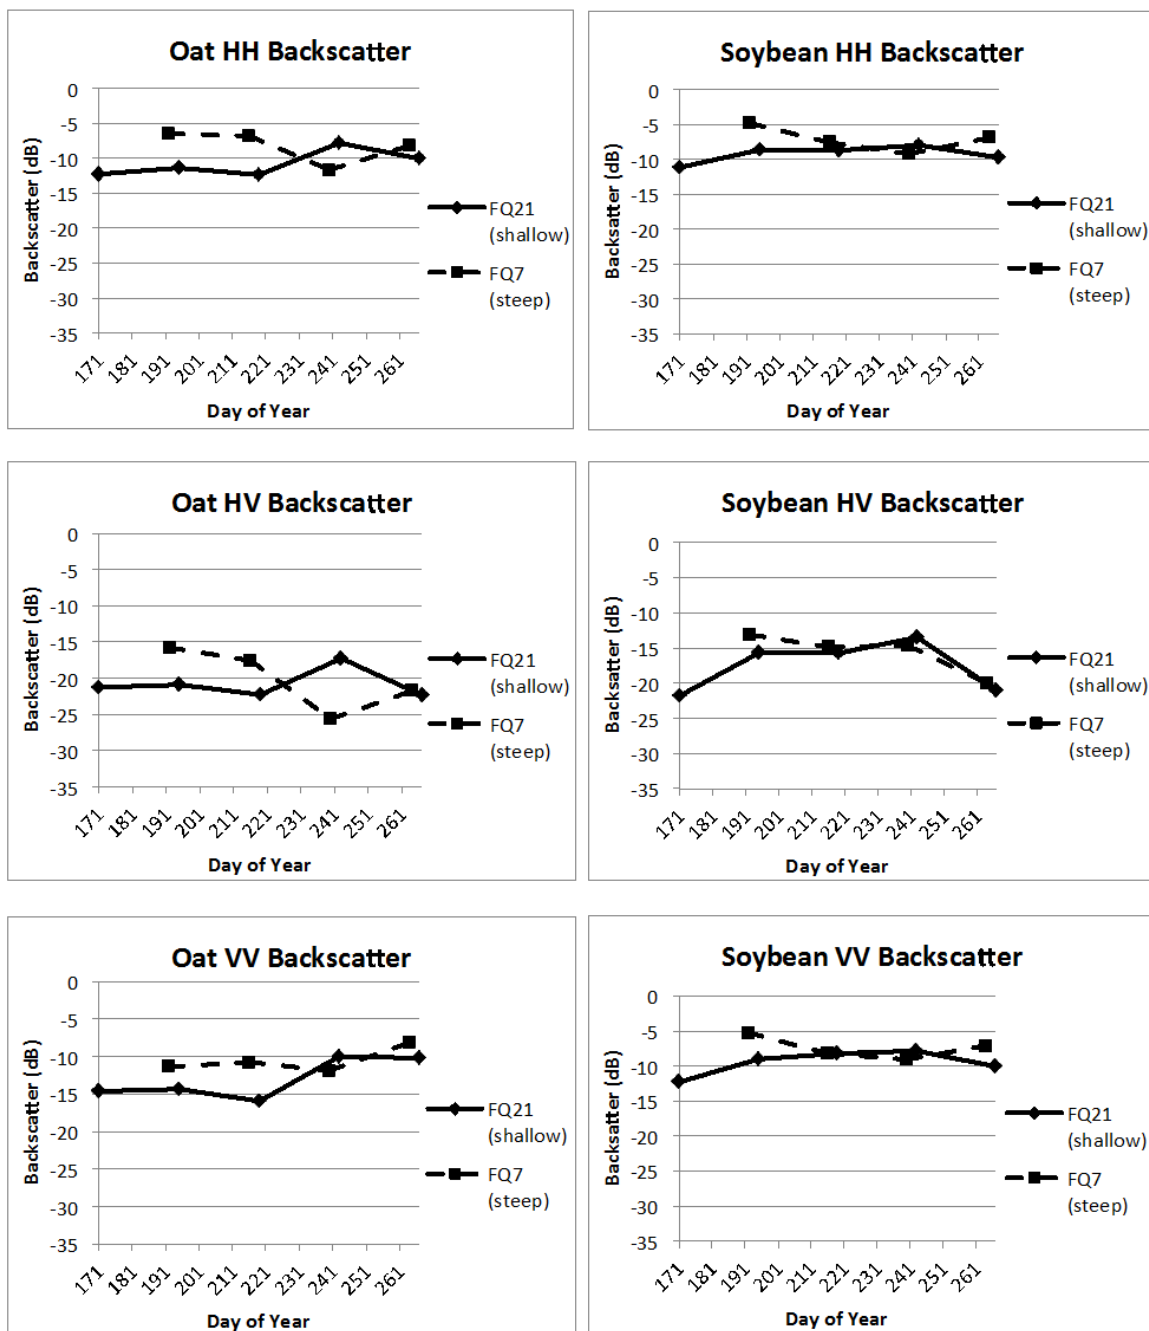 Oat HH Backscatter
0
-5
-10
-15
-20
-25
-30
-35
Backscatter (dB)
171 181 191 201 211 221 231 241 251 261
Day of Year
FQ21
(shallow)
FQ7
(steep)
Soybean HH Backscatter
0
-5
-10
-15
-20
-25
-30
-35
Backsatter (dB)
171 181 191 201 211 221 231 241 251 261
Day of Year
FQ21
(shallow)
FQ7
(steep)
Oat HV Backscatter
0
-5
-10
-15
-20
-25
-30
-35
Backscatter (dB)
171 181 191 201 211 221 231 241 251 261
Day of Year
FQ21
(shallow)
FQ7
(steep)
Soybean HV Backscatter
0
-5
-10
-15
-20
-25
-30
-35
Backsatter (dB)
171 181 191 201 211 221 231 241 251 261
Day of Year
FQ21
(shallow)
FQ7
(steep)
Oat VV Backscatter
0
-5
-10
-15
-20
-25
-30
-35
Backscatter (dB)
171 181 191 201 211 221 231 241 251 261
Day of Year
FQ21
(shallow)
FQ7
(steep)
Soybean VV Backscatter
0
-5
-10
-15
-20
-25
-30
-35
Backsatter (dB)
171 181 191 201 211 221 231 241 251 261
Day of Year
FQ21
(shallow)
FQ7
(steep)